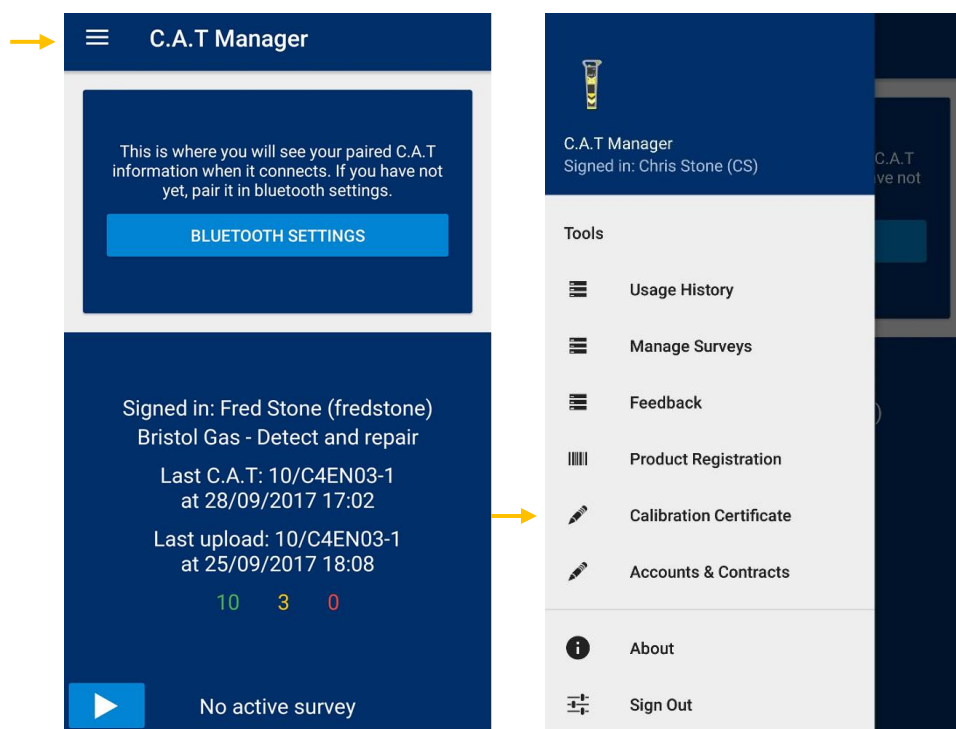 C.A.T Manager
This is where you will see your paired C.A.T
information when it connects. If you have not
yet, pair it in bluetooth settings.
BLUETOOTH SETTINGS
Signed in: Fred Stone (fredstone)
Bristol Gas - Detect and repair
Last C.A.T: 10/C4EN03-1
at 28/09/2017 17:02
Last upload: 10/C4EN03-1
at 25/09/2017 18:08
10 3 0
No active survey
C.A.T Manager
Signed in: Chris Stone (CS)
Tools
Usage History
Manage Surveys
Feedback
Product Registration
Calibration Certificate
Accounts & Contracts
About
Sign Out
C.A.T
ve not
)